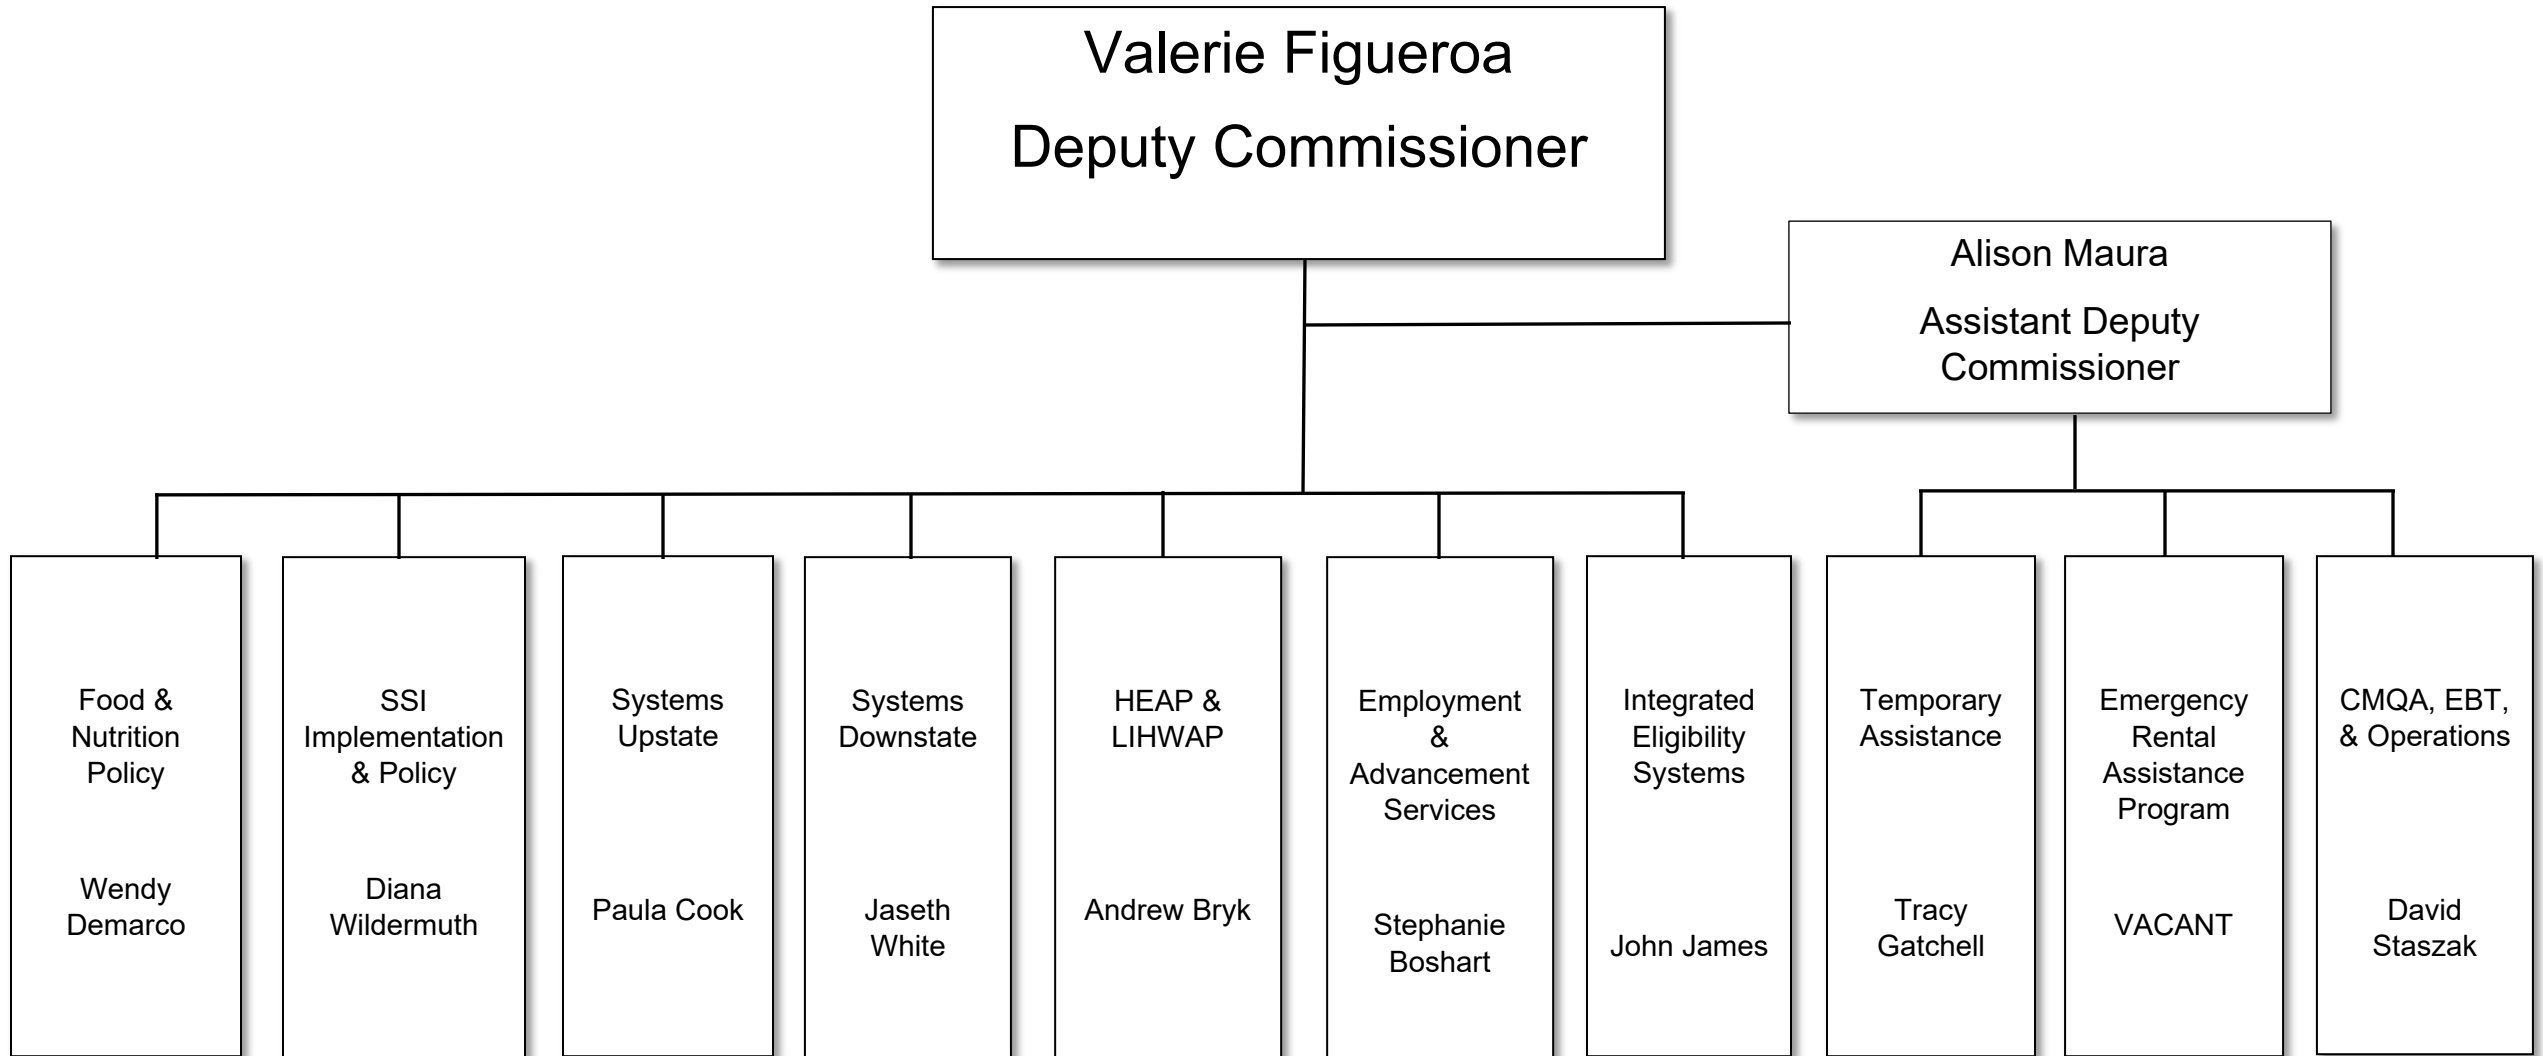 Valerie Figueroa
Deputy Commissioner
Alison Maura
Assistant Deputy
Commissioner
Food &
Nutrition
Policy
Wendy
Demarco
SSI
Implementation
& Policy
Diana
Wildermuth
Systems
Upstate
Paula Cook
Systems
Downstate
Jaseth
White
HEAP &
LIHWAP
Andrew Bryk
Employment
&
Advancement
Services
Stephanie
Boshart
Integrated
Eligibility
Systems
John James
Temporary
Assistance
Tracy
Gatchell
Emergency
Rental
Assistance
Program
VACANT
CMQA, EBT,
& Operations
David
Staszak